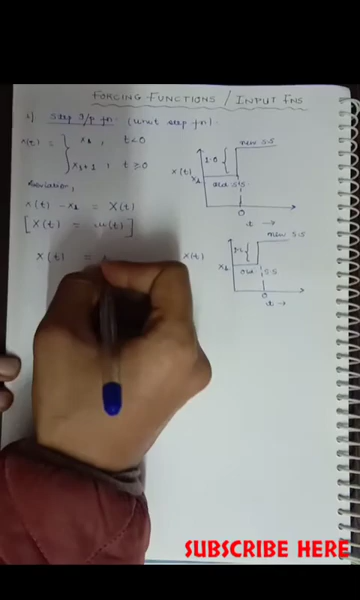 FORCING FUNCTIONS / INPUT FNS
1) Step I/p fn. (unit step fn).
x(t) = { xs , t<0
xs+1 , t≥0
Deviation,
x(t) - xs = X(t)
[X(t) = u(t)]
X(t) =
new S.S
1.0
x(t)
xs
old S.S
0
t →
new S.S
x(t)
xs
old S.S
0
t →
SUBSCRIBE HERE